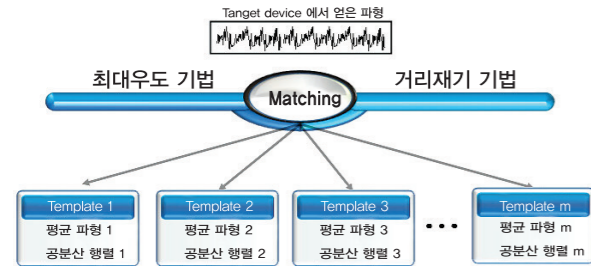 Tanget device 에서 얻은 파형
최대우도 기법
Matching
거리재기 기법
Template 1
평균 파형 1
공분산 행렬 1
Template 2
평균 파형 2
공분산 행렬 2
Template 3
평균 파형 3
공분산 행렬 3
•••
Template m
평균 파형 m
공분산 행렬 m